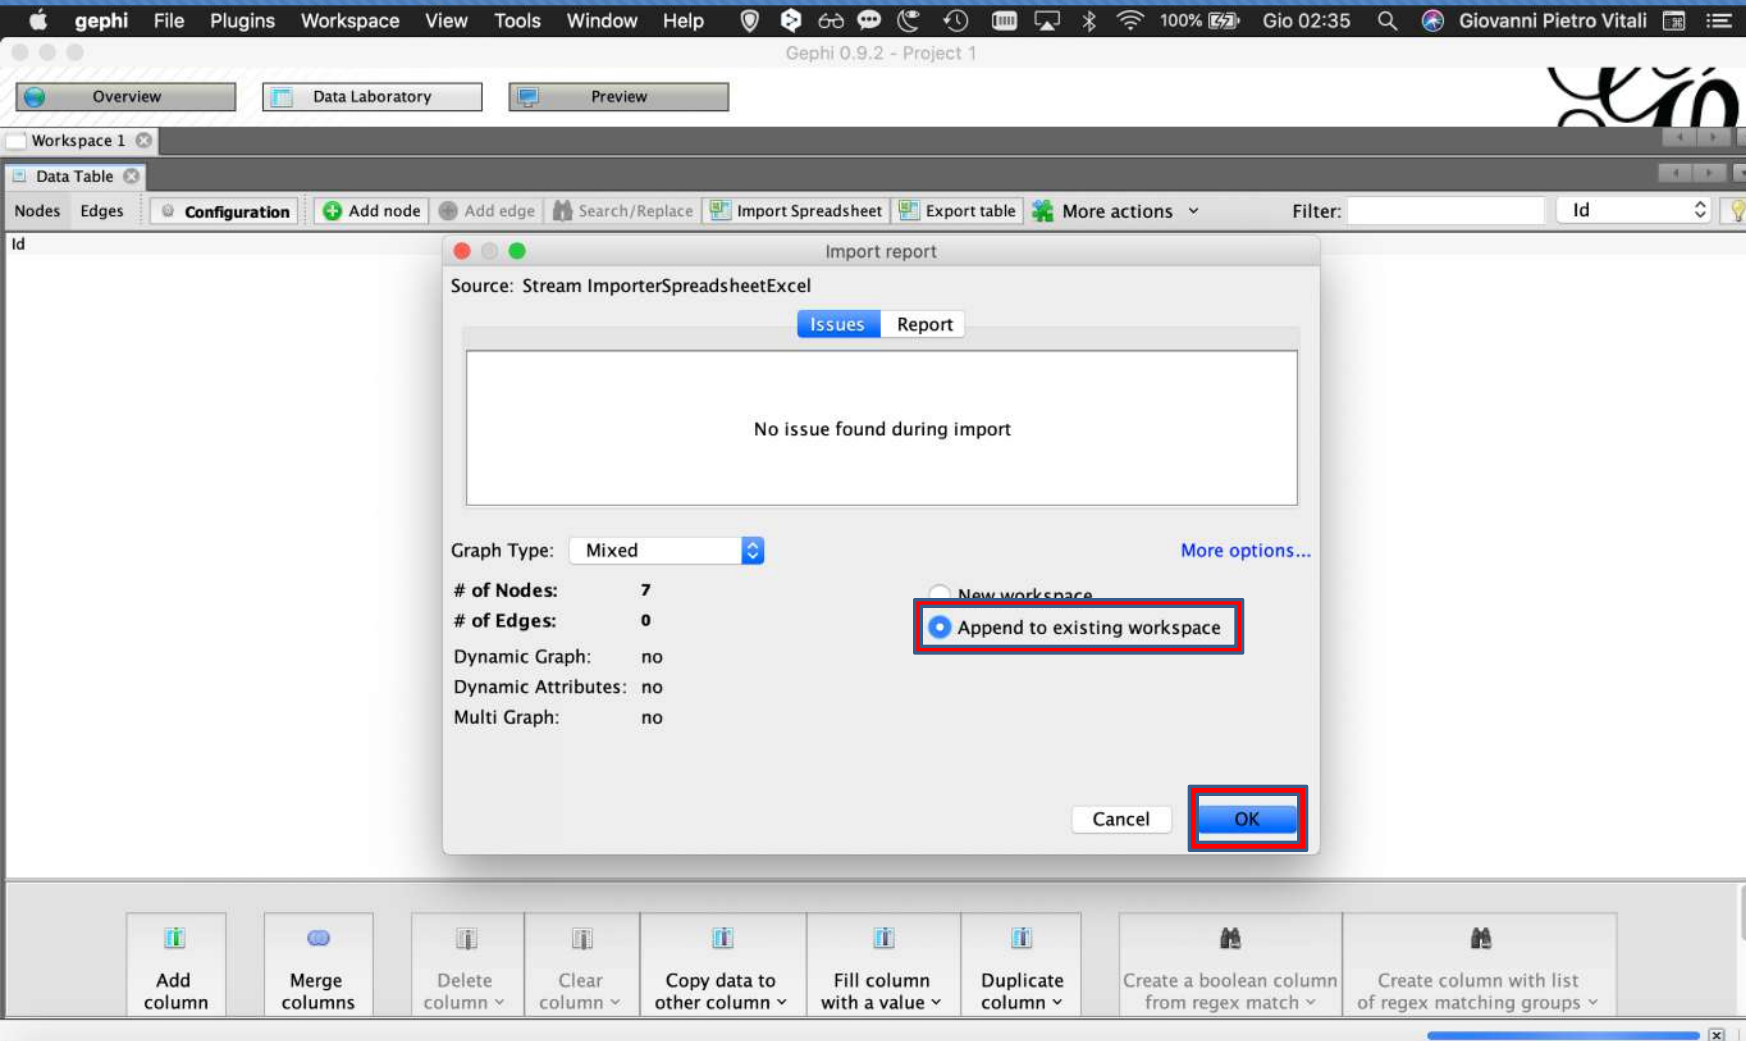 gephi File Plugins Workspace View Tools Window Help 100% Gio 02:35 Giovanni Pietro Vitali
Gephi 0.9.2 - Project 1
Overview Data Laboratory Preview
Workspace 1
Data Table
Nodes Edges Configuration Add node Add edge Search/Replace Import Spreadsheet Export table More actions Filter: Id
Id
Import report
Source: Stream ImporterSpreadsheetExcel
Issues Report
No issue found during import
Graph Type: Mixed More options...
# of Nodes: 7 New workspace
# of Edges: 0 Append to existing workspace
Dynamic Graph: no
Dynamic Attributes: no
Multi Graph: no
Cancel OK
Add column
Merge columns
Delete column
Clear column
Copy data to other column
Fill column with a value
Duplicate column
Create a boolean column from regex match
Create column with list of regex matching groups